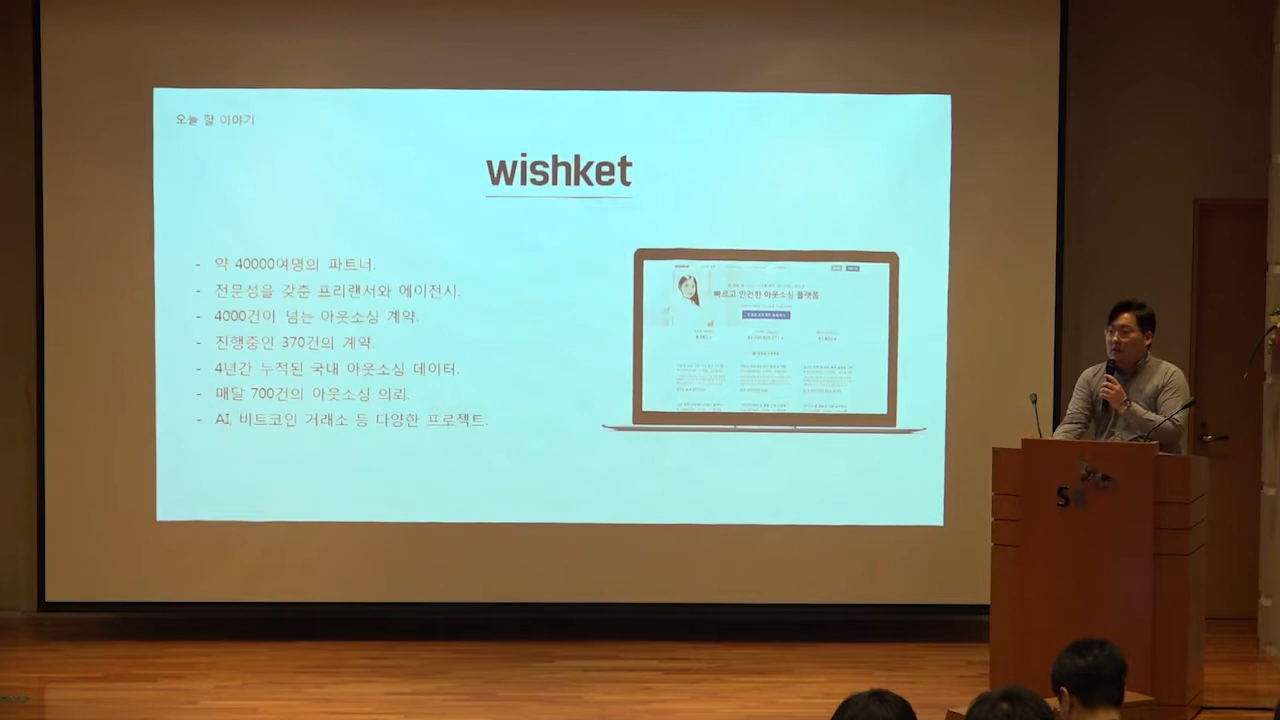 오늘 할 이야기
wishket
- 약 40000여명의 파트너.
- 전문성을 갖춘 프리랜서와 에이전시.
- 4000건이 넘는 아웃소싱 계약.
- 진행중인 370건의 계약.
- 4년간 누적된 국내 아웃소싱 데이터.
- 매달 700건의 아웃소싱 의뢰.
- AI, 비트코인 거래소 등 다양한 프로젝트.
wishket
빠르고 안전한 아웃소싱 플랫폼
SK